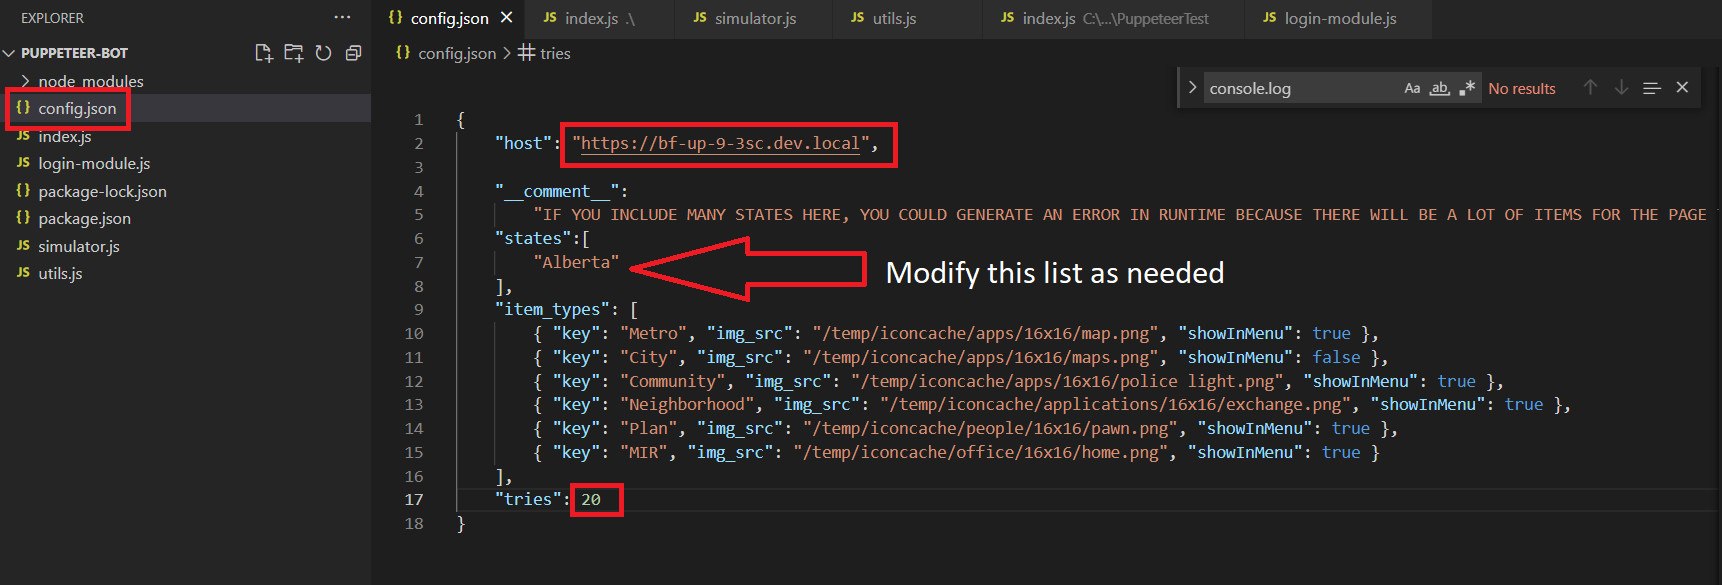 EXPLORER ...
PUPPETEER-BOT
node_modules
config.json
index.js
login-module.js
package-lock.json
package.json
simulator.js
utils.js
config.json index.js .\ simulator.js utils.js index.js C:\...\PuppeteerTest login-module.js
config.json > tries
console.log Aa ab .* No results
1 {
2 "host": "https://bf-up-9-3sc.dev.local",
3
4 "__comment__":
5 "IF YOU INCLUDE MANY STATES HERE, YOU COULD GENERATE AN ERROR IN RUNTIME BECAUSE THERE WILL BE A LOT OF ITEMS FOR THE PAGE
6 "states":[
7 "Alberta"
Modify this list as needed
8 ],
9 "item_types": [
10 { "key": "Metro", "img_src": "/temp/iconcache/apps/16x16/map.png", "showInMenu": true },
11 { "key": "City", "img_src": "/temp/iconcache/apps/16x16/maps.png", "showInMenu": false },
12 { "key": "Community", "img_src": "/temp/iconcache/apps/16x16/police light.png", "showInMenu": true },
13 { "key": "Neighborhood", "img_src": "/temp/iconcache/applications/16x16/exchange.png", "showInMenu": true },
14 { "key": "Plan", "img_src": "/temp/iconcache/people/16x16/pawn.png", "showInMenu": true },
15 { "key": "MIR", "img_src": "/temp/iconcache/office/16x16/home.png", "showInMenu": true }
16 ],
17 "tries": 20
18 }